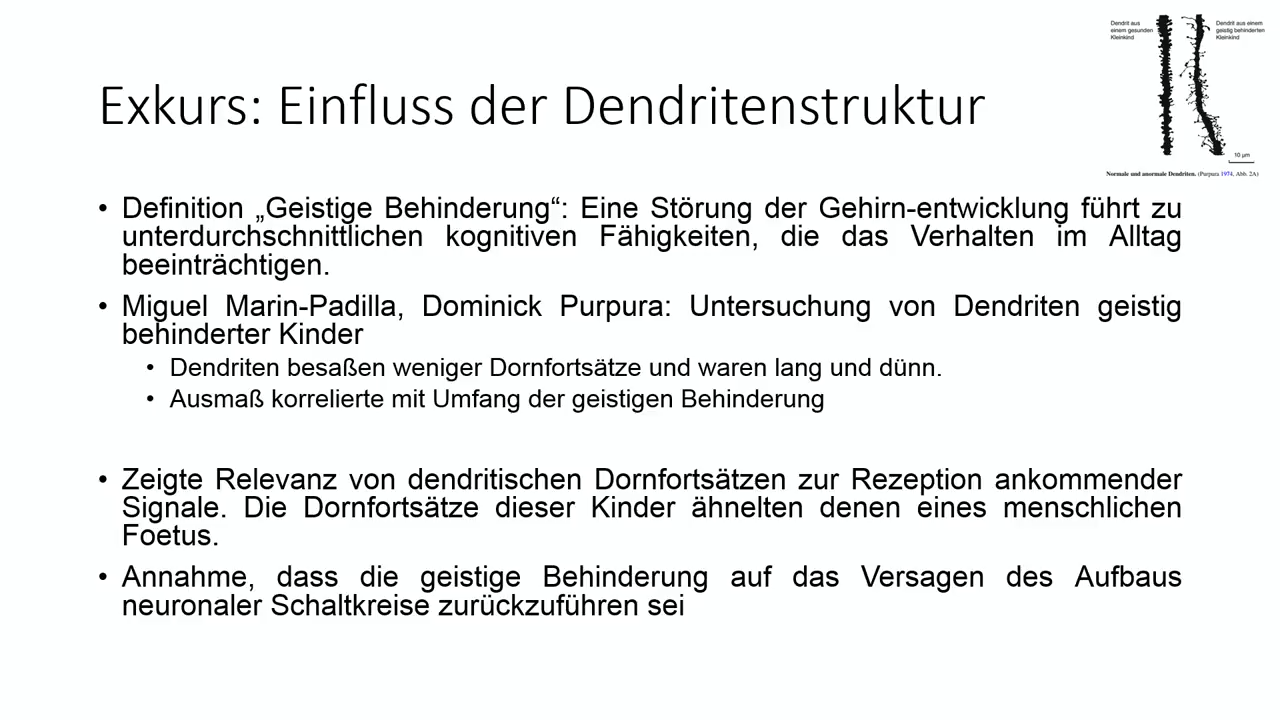 Dendrit aus
einem gesunden
Kleinkind
Dendrit aus einem
geistig behinderten
Kleinkind
10 µm
Normale und anormale Dendriten. (Purpura 1974, Abb. 2A)
Exkurs: Einfluss der Dendritenstruktur
• Definition „Geistige Behinderung“: Eine Störung der Gehirn-entwicklung führt zu
unterdurchschnittlichen kognitiven Fähigkeiten, die das Verhalten im Alltag
beeinträchtigen.
• Miguel Marin-Padilla, Dominick Purpura: Untersuchung von Dendriten geistig
behinderter Kinder
• Dendriten besaßen weniger Dornfortsätze und waren lang und dünn.
• Ausmaß korrelierte mit Umfang der geistigen Behinderung
• Zeigte Relevanz von dendritischen Dornfortsätzen zur Rezeption ankommender
Signale. Die Dornfortsätze dieser Kinder ähnelten denen eines menschlichen
Foetus.
• Annahme, dass die geistige Behinderung auf das Versagen des Aufbaus
neuronaler Schaltkreise zurückzuführen sei